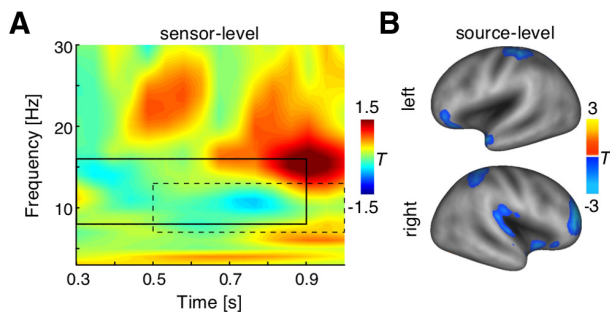 A
sensor-level
Frequency [Hz]
30
20
10
0.3
0.5
0.7
0.9
Time [s]
1.5
T
-1.5
B
source-level
left
right
3
T
-3